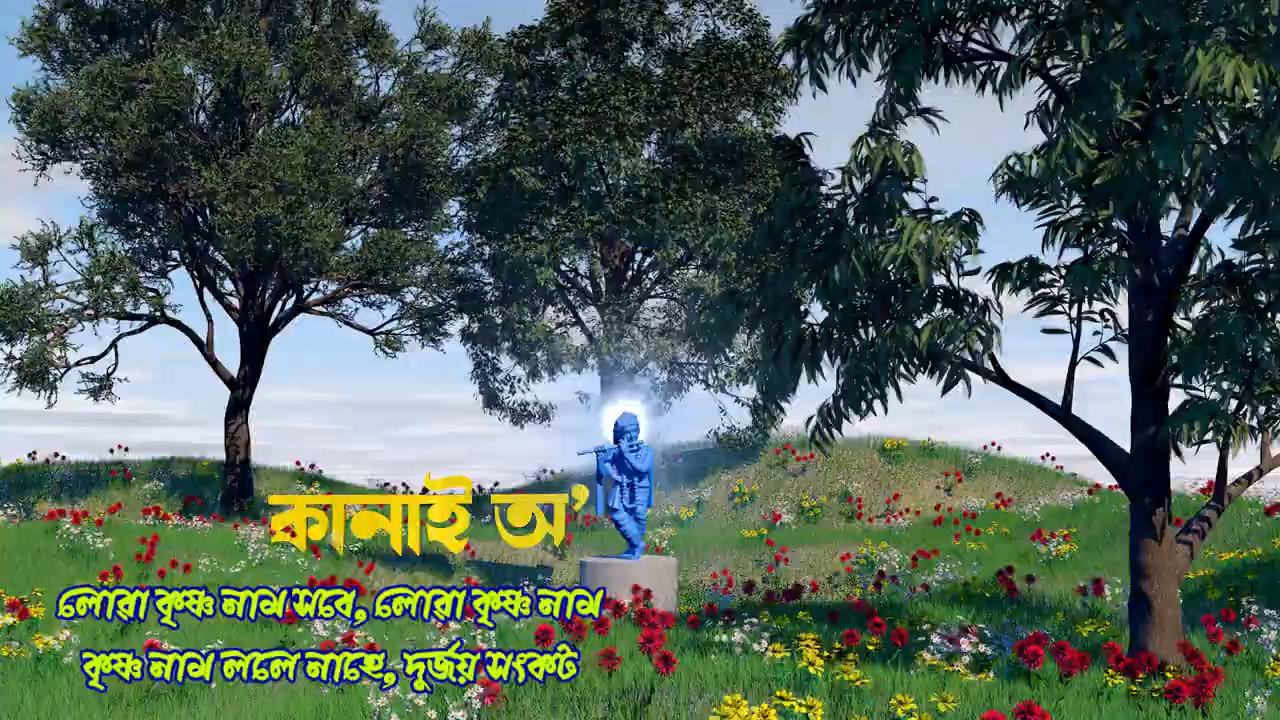 কানাই অ’
লোৱা কৃষ্ণ নাম সবে, লোৱা কৃষ্ণ নাম
কৃষ্ণ নাম ললে নাহে, দূৰ্জয় সংকট